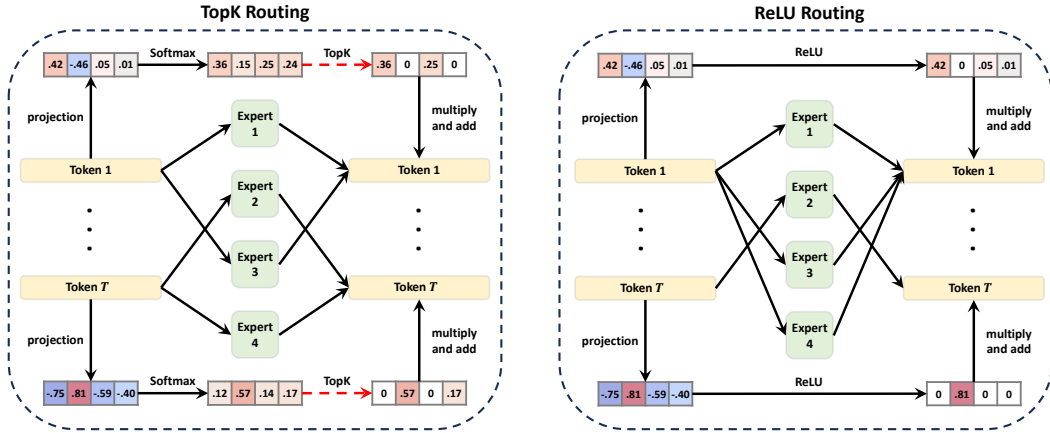 TopK Routing
.42 -.46 .05 .01
Softmax
.36 .15 .25 .24
TopK
.36 0 .25 0
projection
multiply
and add
Expert
1
Token 1
Token 1
Expert
2
Expert
3
Token T
Token T
Expert
4
projection
multiply
and add
-.75 .81 -.59 -.40
Softmax
.12 .57 .14 .17
TopK
0 .57 0 .17
ReLU Routing
.42 -.46 .05 .01
ReLU
.42 0 .05 .01
projection
multiply
and add
Expert
1
Token 1
Token 1
Expert
2
Expert
3
Token T
Token T
Expert
4
projection
multiply
and add
-.75 .81 -.59 -.40
ReLU
0 .81 0 0